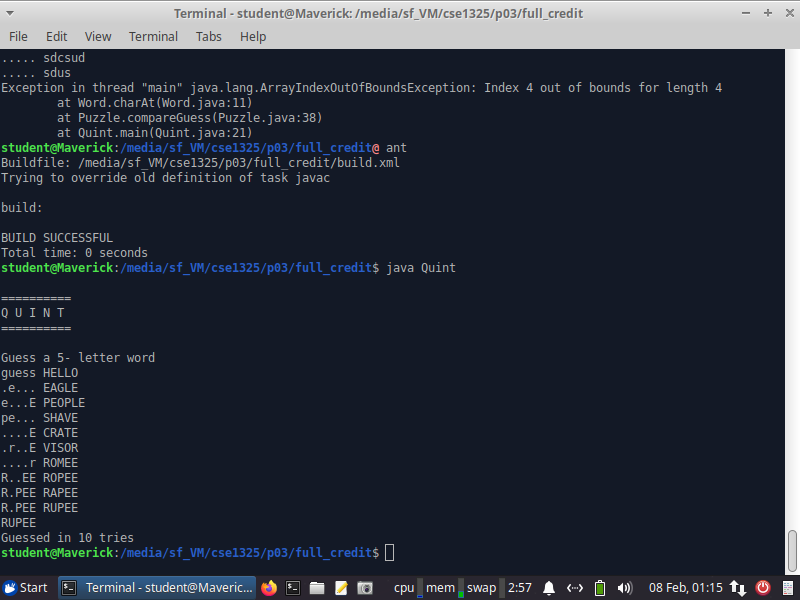 Terminal - student@Maverick: /media/sf_VM/cse1325/p03/full_credit
File Edit View Terminal Tabs Help
..... sdcsud
..... sdus
Exception in thread "main" java.lang.ArrayIndexOutOfBoundsException: Index 4 out of bounds for length 4
at Word.charAt(Word.java:11)
at Puzzle.compareGuess(Puzzle.java:38)
at Quint.main(Quint.java:21)
student@Maverick:/media/sf_VM/cse1325/p03/full_credit@ ant
Buildfile: /media/sf_VM/cse1325/p03/full_credit/build.xml
Trying to override old definition of task javac
build:
BUILD SUCCESSFUL
Total time: 0 seconds
student@Maverick:/media/sf_VM/cse1325/p03/full_credit$ java Quint
==========
Q U I N T
==========
Guess a 5- letter word
guess HELLO
.e... EAGLE
e...E PEOPLE
pe... SHAVE
....E CRATE
.r..E VISOR
....r ROMEE
R..EE ROPEE
R.PEE RAPEE
R.PEE RUPEE
RUPEE
Guessed in 10 tries
student@Maverick:/media/sf_VM/cse1325/p03/full_credit$
Start Terminal - student@Maveric... cpu mem swap 2:57 08 Feb, 01:15